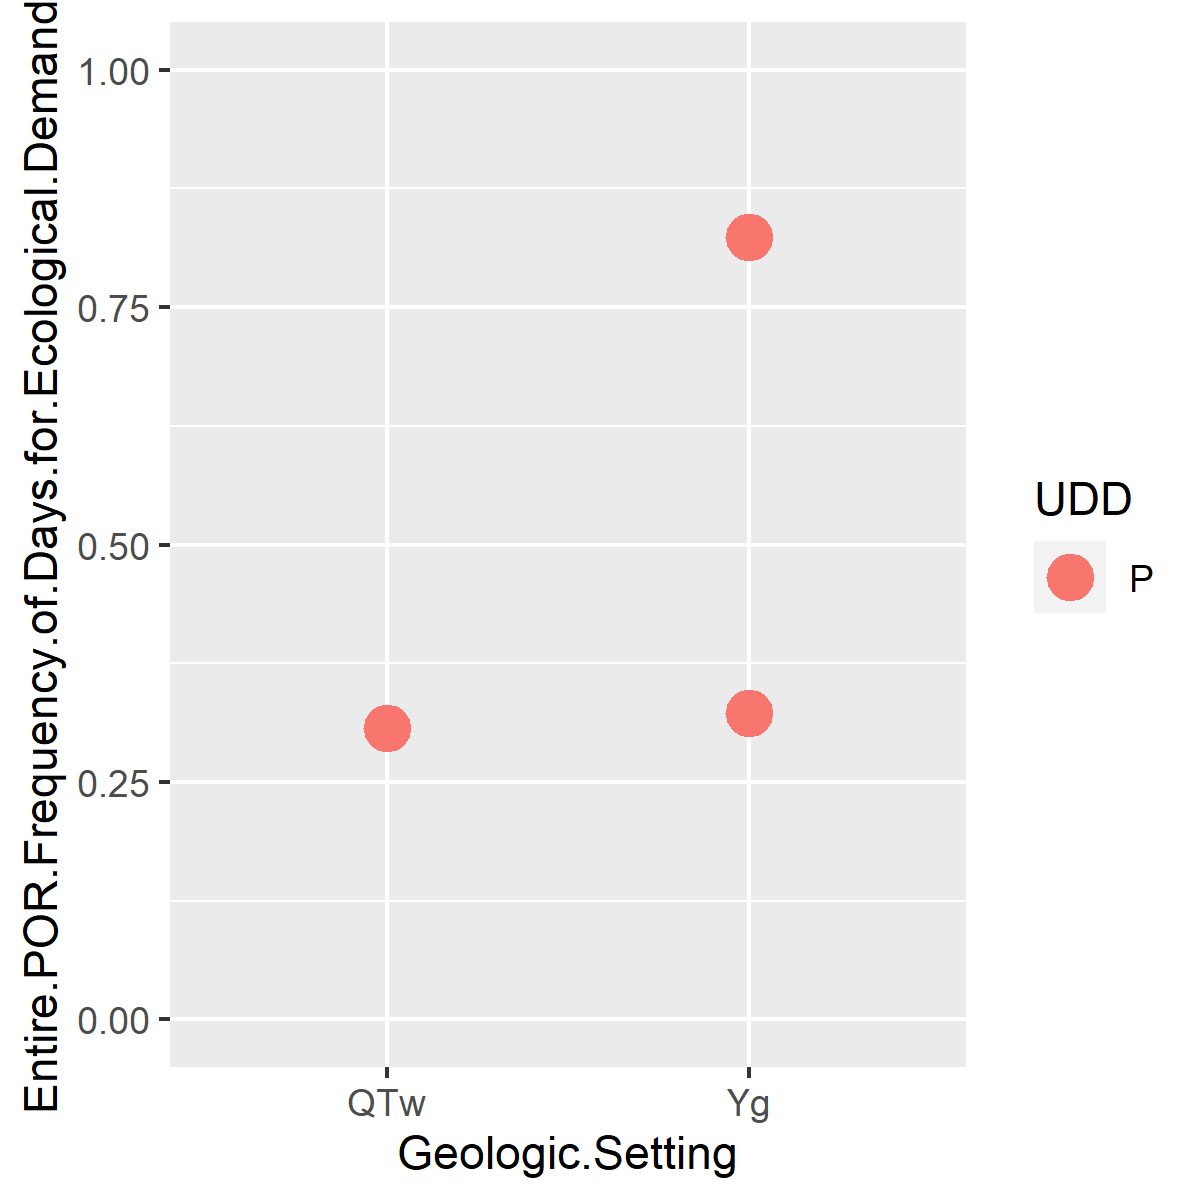 Entire.POR.Frequency.of.Days.for.Ecological.Demand
1.00
0.75
0.50
0.25
0.00
QTw Yg
Geologic.Setting
UDD
P